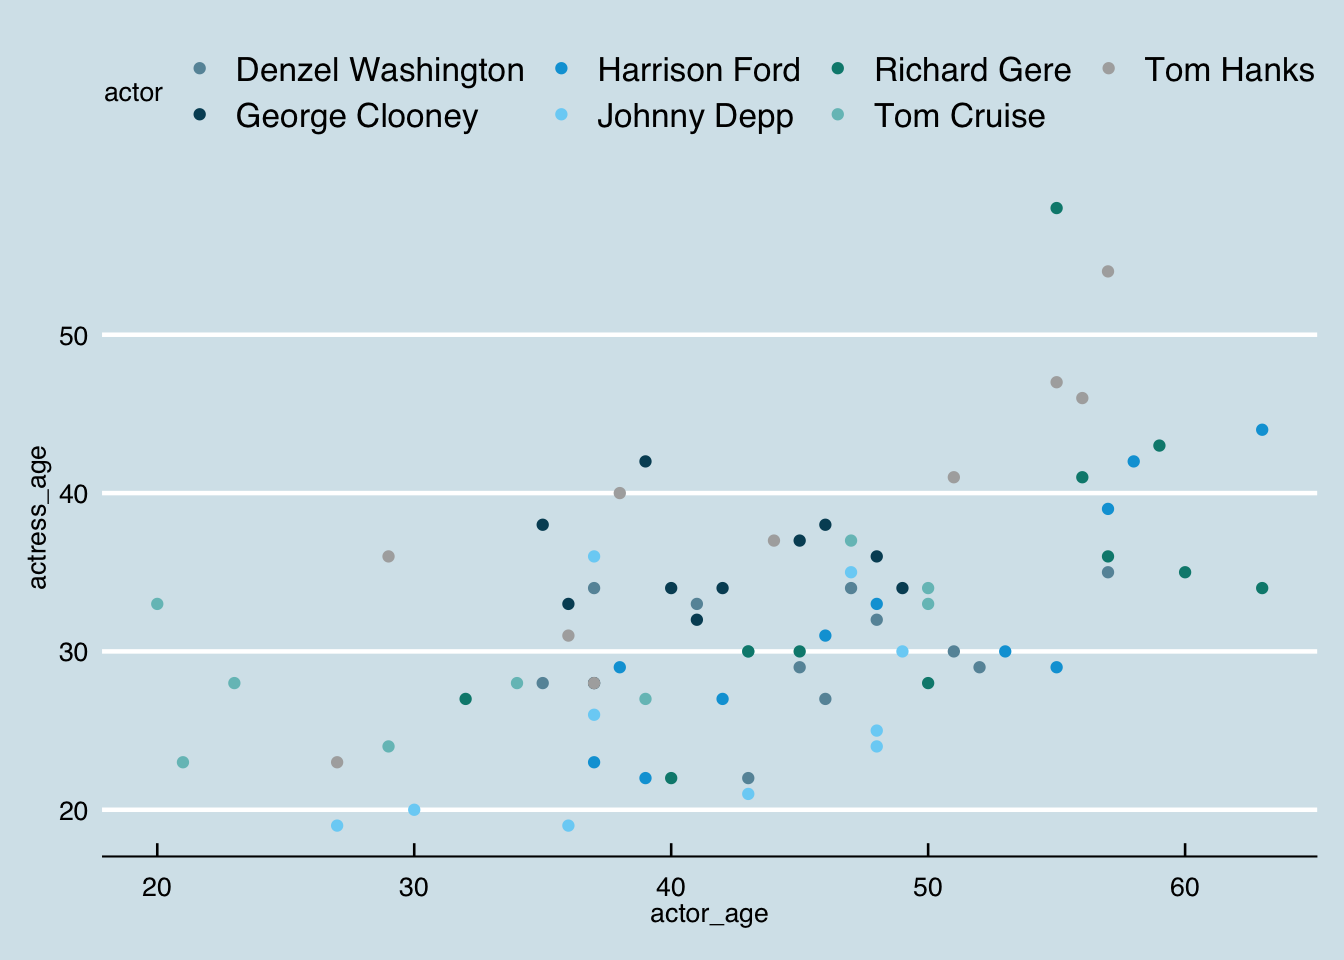 actor
Denzel Washington
Harrison Ford
Richard Gere
Tom Hanks
George Clooney
Johnny Depp
Tom Cruise
50
40
30
20
actress_age
20
30
40
50
60
actor_age